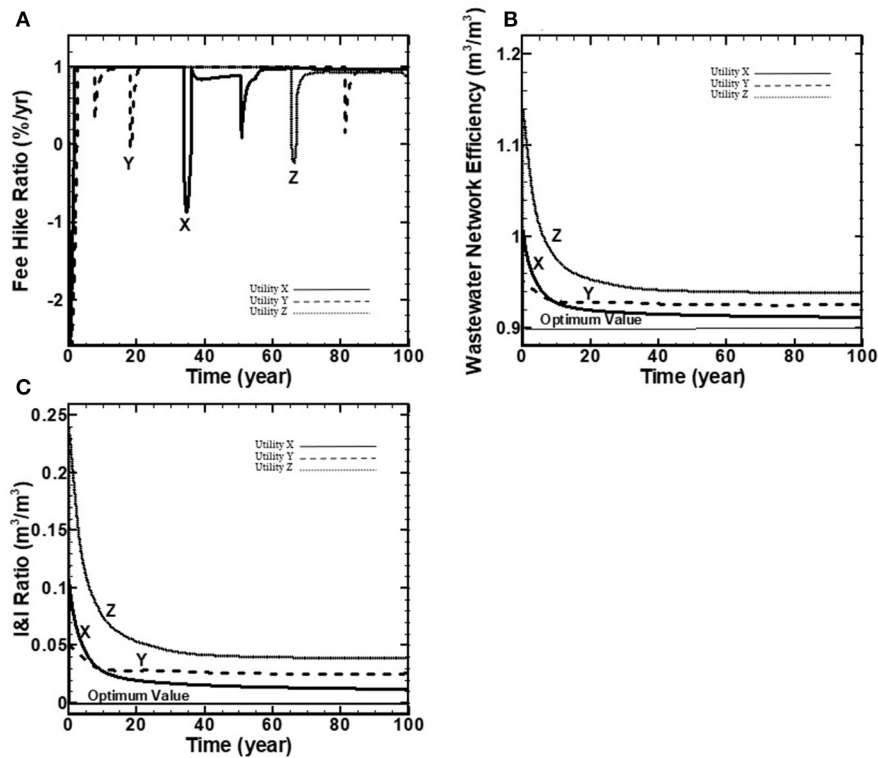 A
Fee Hike Ratio (%/yr)
1
0
-1
-2
Y
X
Z
Utility X
Utility Y
Utility Z
0 20 40 60 80 100
Time (year)
B
Wastewater Network Efficiency (m³/m³)
1.2
1.1
1
0.9
Utility X
Utility Y
Utility Z
Z
X
Y
Optimum Value
0 20 40 60 80 100
Time (year)
C
I&I Ratio (m³/m³)
0.25
0.2
0.15
0.1
0.05
0
Utility X
Utility Y
Utility Z
Z
X
Y
Optimum Value
0 20 40 60 80 100
Time (year)